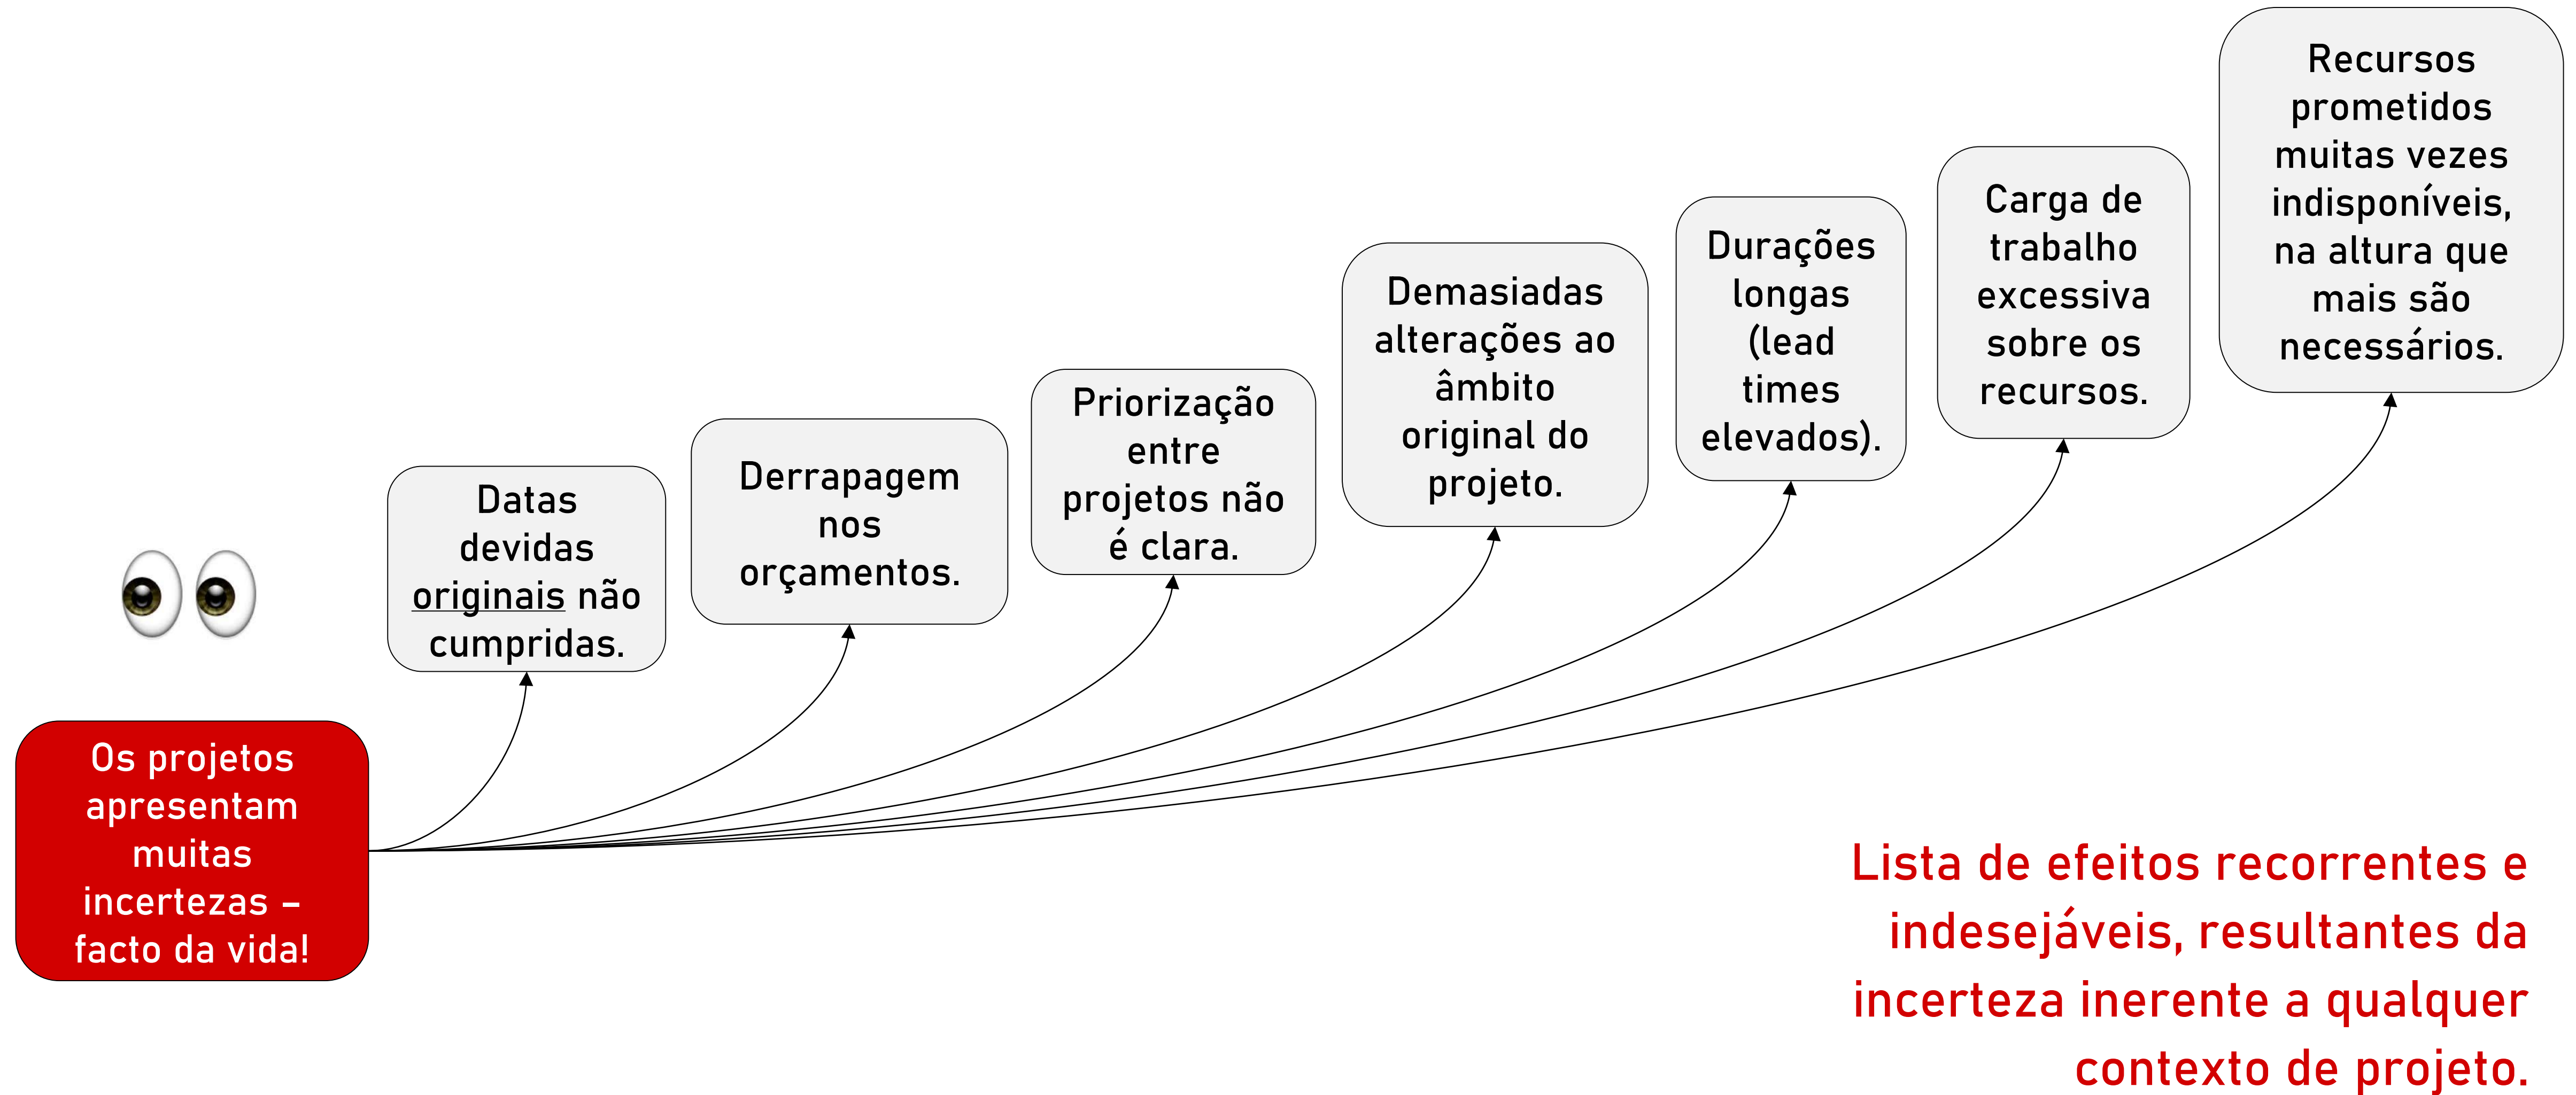 Os projetos
apresentam
muitas
incertezas –
facto da vida!
Datas
devidas
originais não
cumpridas.
Derrapagem
nos
orçamentos.
Priorização
entre
projetos não
é clara.
Demasiadas
alterações ao
âmbito
original do
projeto.
Durações
longas
(lead
times
elevados).
Carga de
trabalho
excessiva
sobre os
recursos.
Recursos
prometidos
muitas vezes
indisponíveis,
na altura que
mais são
necessários.
Lista de efeitos recorrentes e
indesejáveis, resultantes da
incerteza inerente a qualquer
contexto de projeto.